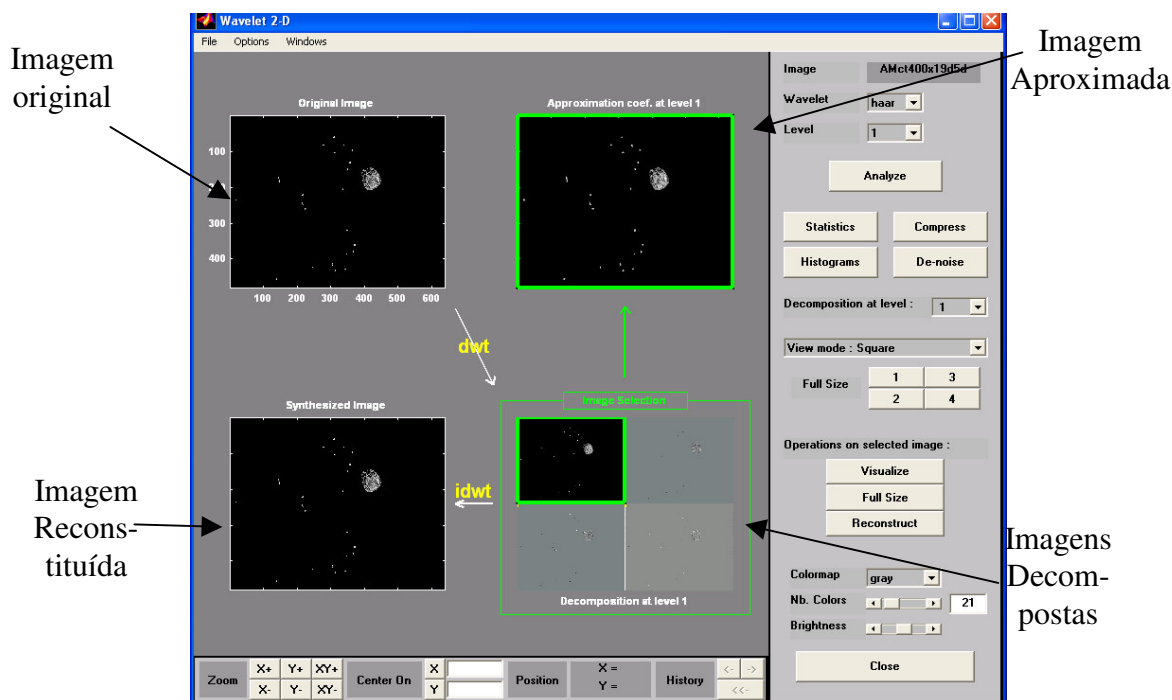 Wavelet 2-D
File Options Windows
Imagem
original
Imagem
Aproximada
Original Image
100
300
400
100 200 300 400 500 600
Approximation coef. at level 1
dwt
Synthesized Image
idwt
Image Selection
Decomposition at level 1
Imagem
Recons-
tituída
Imagens
Decom-
postas
Image AMct400x19d5d
Wavelet haar
Level 1
Analyze
Statistics Compress
Histograms De-noise
Decomposition at level : 1
View mode : Square
Full Size 1 3
2 4
Operations on selected image :
Visualize
Full Size
Reconstruct
Colormap gray
Nb. Colors 21
Brightness
Close
Zoom X+ Y+ XY+ Center On X Position X = History <- ->
X- Y- XY- Y Y = <<-